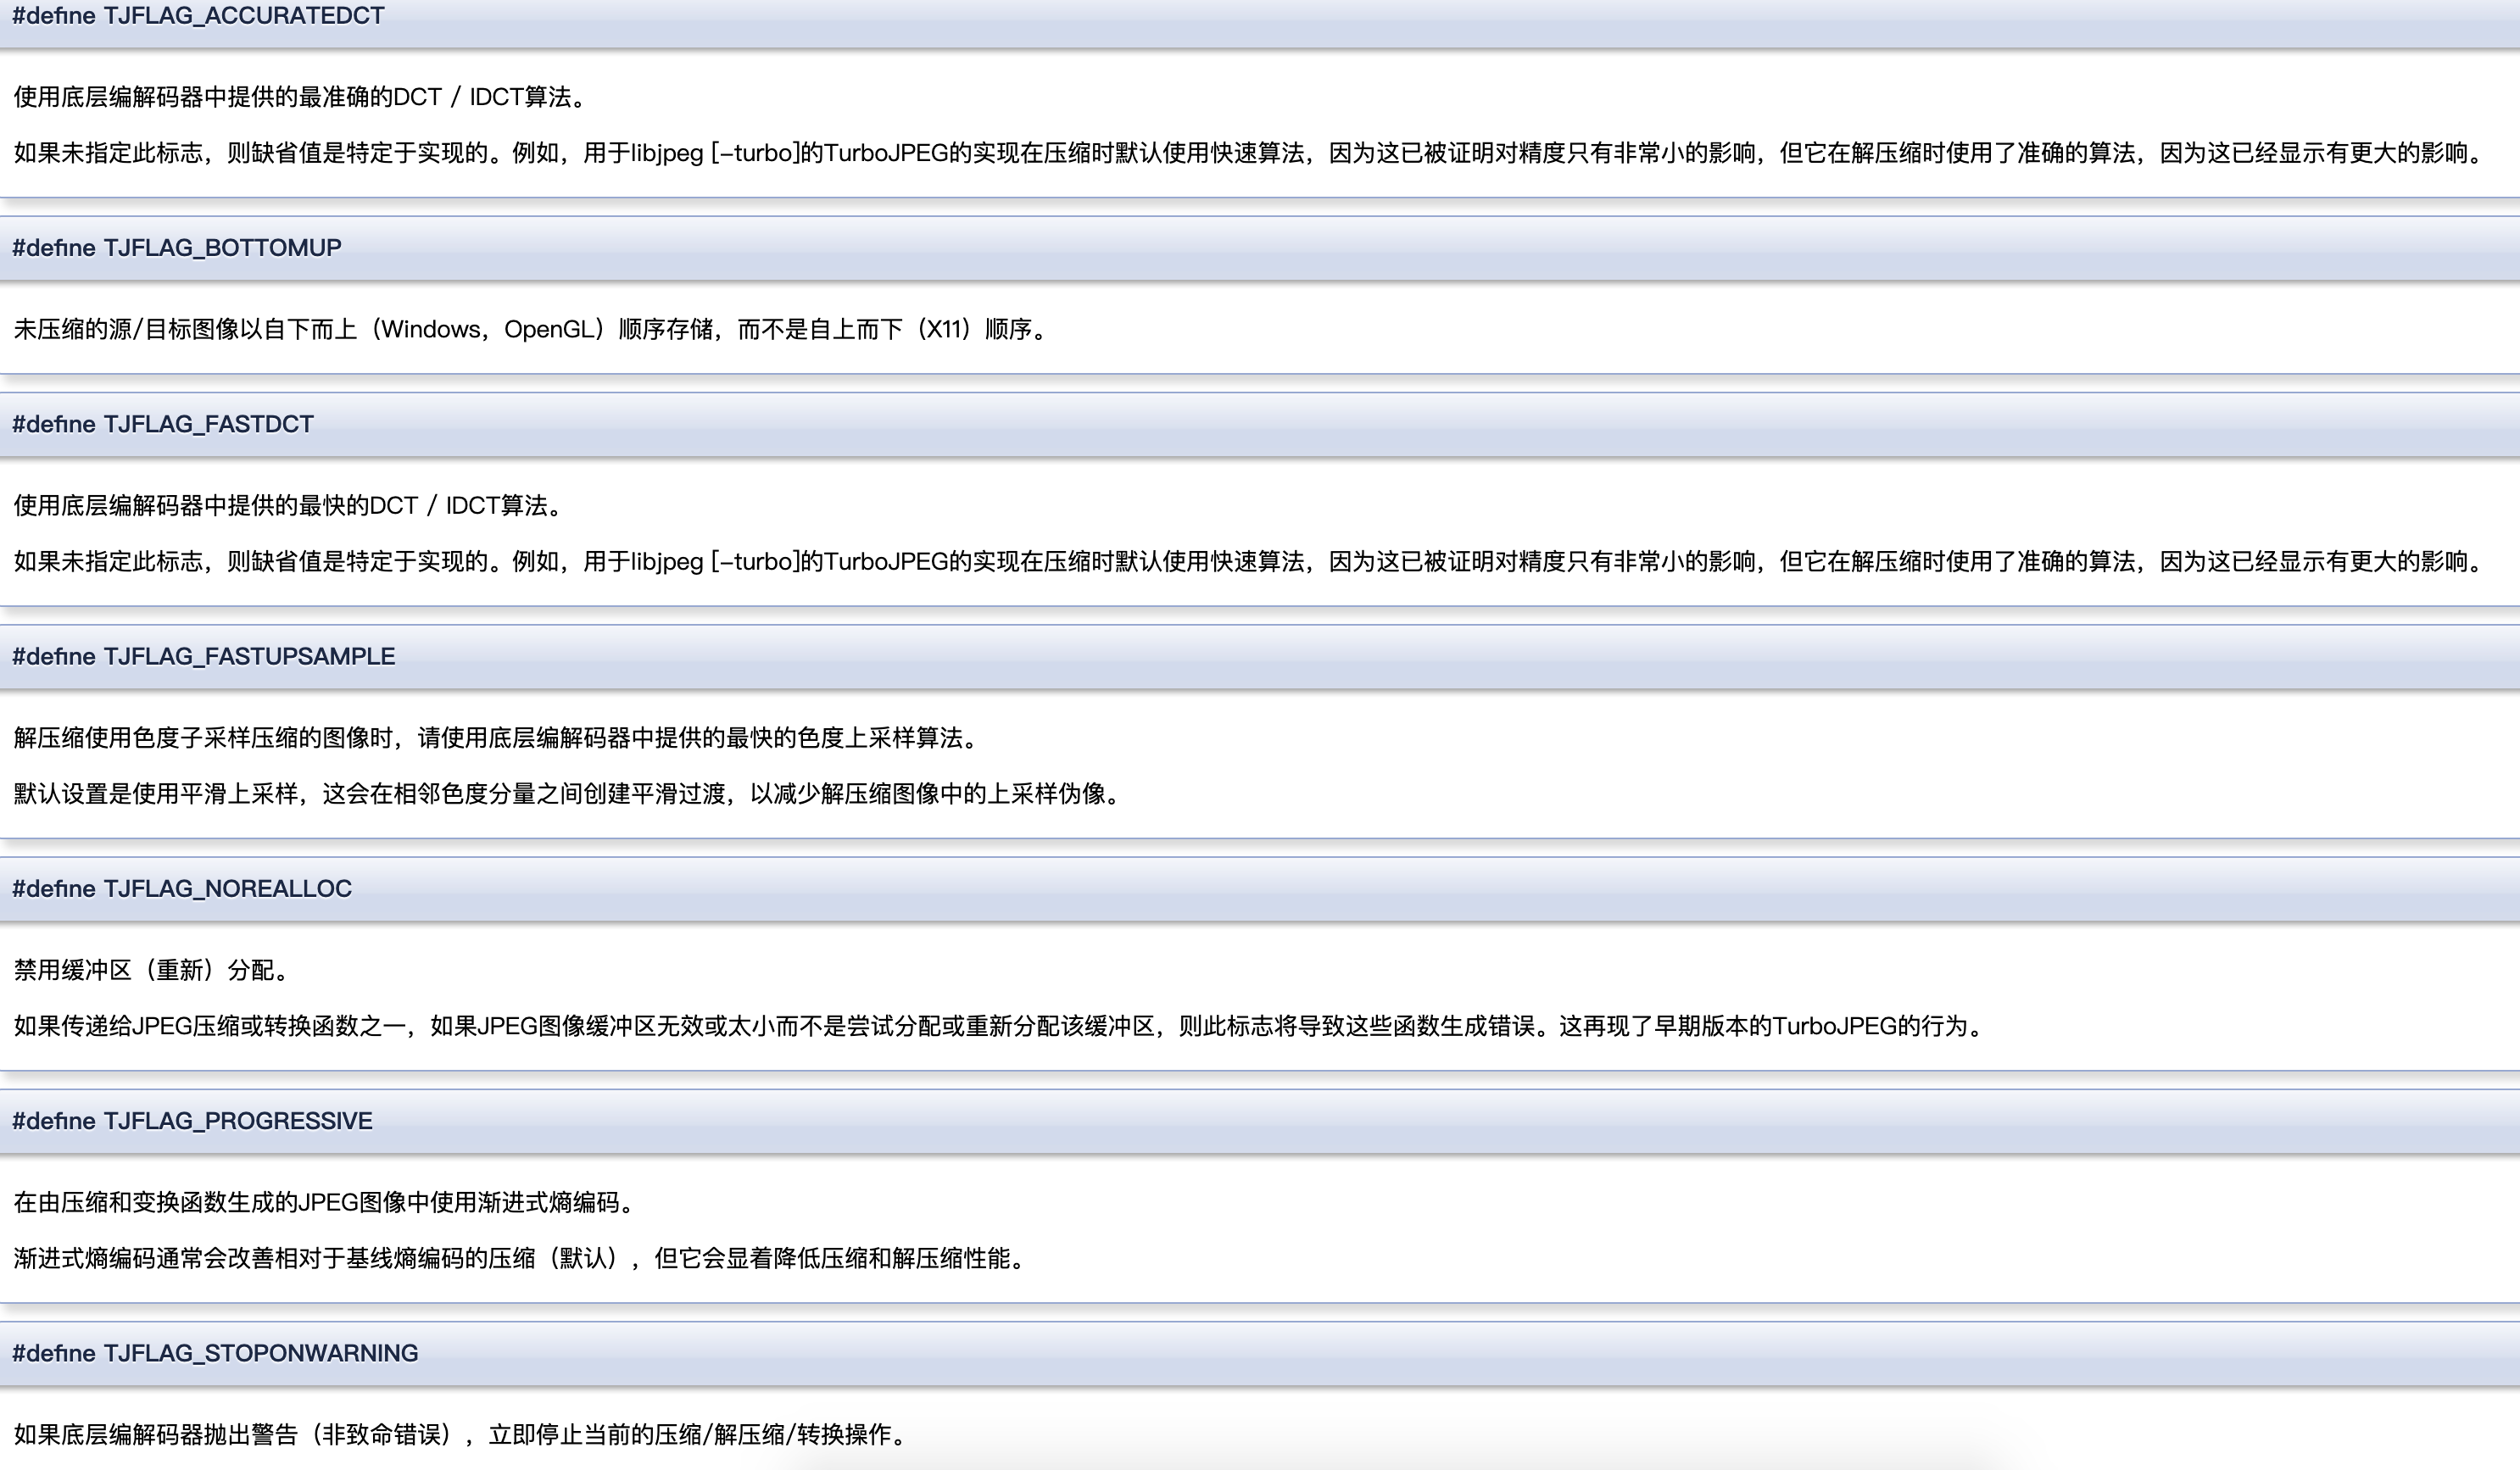 #define TJFLAG_ACCURATEDCT
使用底层编解码器中提供的最准确的DCT / IDCT算法。
如果未指定此标志，则缺省值是特定于实现的。例如，用于libjpeg [-turbo]的TurboJPEG的实现在压缩时默认使用快速算法，因为这已被证明对精度只有非常小的影响，但它在解压缩时使用了准确的算法，因为这已经显示有更大的影响。
#define TJFLAG_BOTTOMUP
未压缩的源/目标图像以自下而上（Windows，OpenGL）顺序存储，而不是自上而下（X11）顺序。
#define TJFLAG_FASTDCT
使用底层编解码器中提供的最快的DCT / IDCT算法。
如果未指定此标志，则缺省值是特定于实现的。例如，用于libjpeg [-turbo]的TurboJPEG的实现在压缩时默认使用快速算法，因为这已被证明对精度只有非常小的影响，但它在解压缩时使用了准确的算法，因为这已经显示有更大的影响。
#define TJFLAG_FASTUPSAMPLE
解压缩使用色度子采样压缩的图像时，请使用底层编解码器中提供的最快的色度上采样算法。
默认设置是使用平滑上采样，这会在相邻色度分量之间创建平滑过渡，以减少解压缩图像中的上采样伪像。
#define TJFLAG_NOREALLOC
禁用缓冲区（重新）分配。
如果传递给JPEG压缩或转换函数之一，如果JPEG图像缓冲区无效或太小而不是尝试分配或重新分配该缓冲区，则此标志将导致这些函数生成错误。这再现了早期版本的TurboJPEG的行为。
#define TJFLAG_PROGRESSIVE
在由压缩和变换函数生成的JPEG图像中使用渐进式熵编码。
渐进式熵编码通常会改善相对于基线熵编码的压缩（默认），但它会显着降低压缩和解压缩性能。
#define TJFLAG_STOPONWARNING
如果底层编解码器抛出警告（非致命错误），立即停止当前的压缩/解压缩/转换操作。